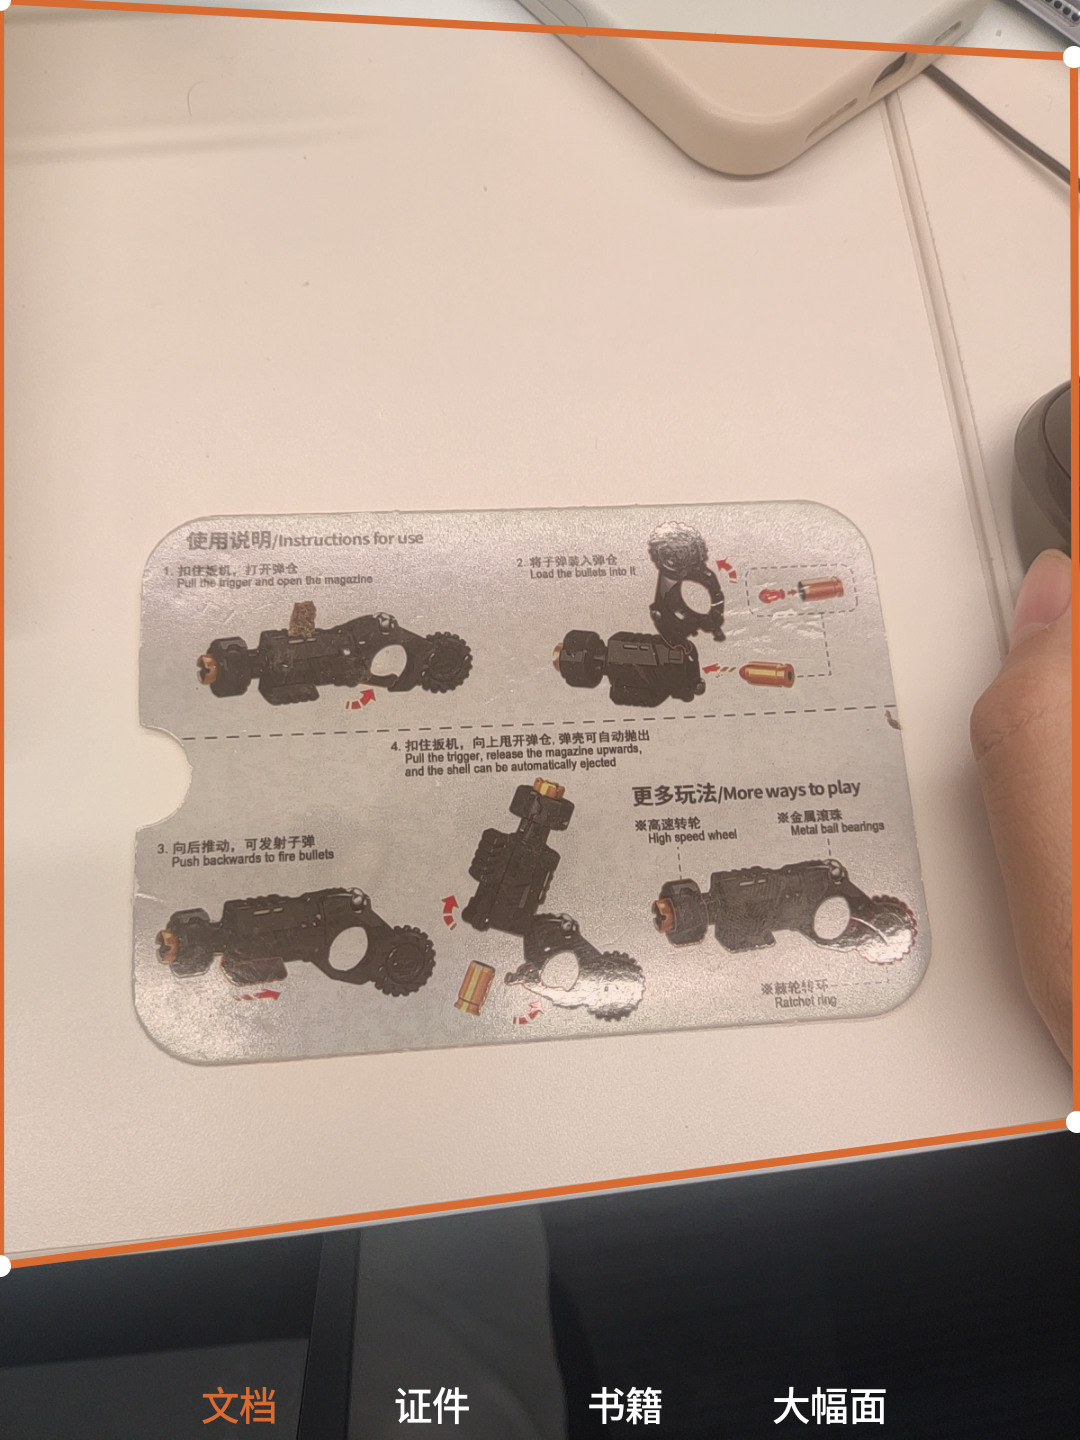 使用说明/Instructions for use
1. 扣住扳机，打开弹仓
Pull the trigger and open the magazine
2. 将子弹装入弹仓
Load the bullets into it
4. 扣住扳机，向上甩开弹仓, 弹壳可自动抛出
Pull the trigger, release the magazine upwards,
and the shell can be automatically ejected
3. 向后推动，可发射子弹
Push backwards to fire bullets
更多玩法/More ways to play
※高速转轮
High speed wheel
※金属滚珠
Metal ball bearings
※棘轮转环
Ratchet ring
文档 证件 书籍 大幅面